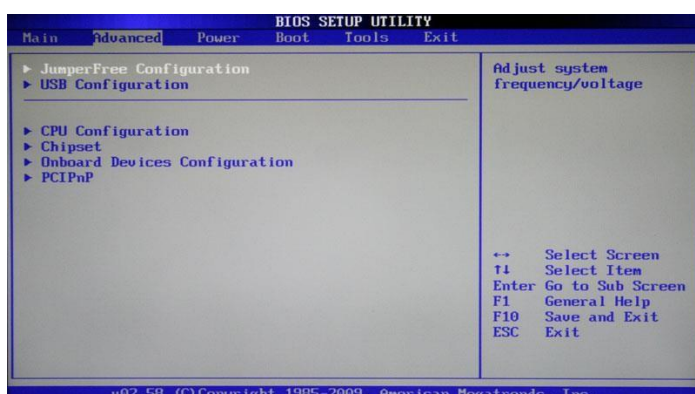 BIOS SETUP UTILITY
Main Advanced Power Boot Tools Exit
▶ JumperFree Configuration
▶ USB Configuration
▶ CPU Configuration
▶ Chipset
▶ Onboard Devices Configuration
▶ PCIPnP
Adjust system
frequency/voltage
↔ Select Screen
↑↓ Select Item
Enter Go to Sub Screen
F1 General Help
F10 Save and Exit
ESC Exit
v02.58 (C)Copyright 1985-2009, American Megatrends, Inc.